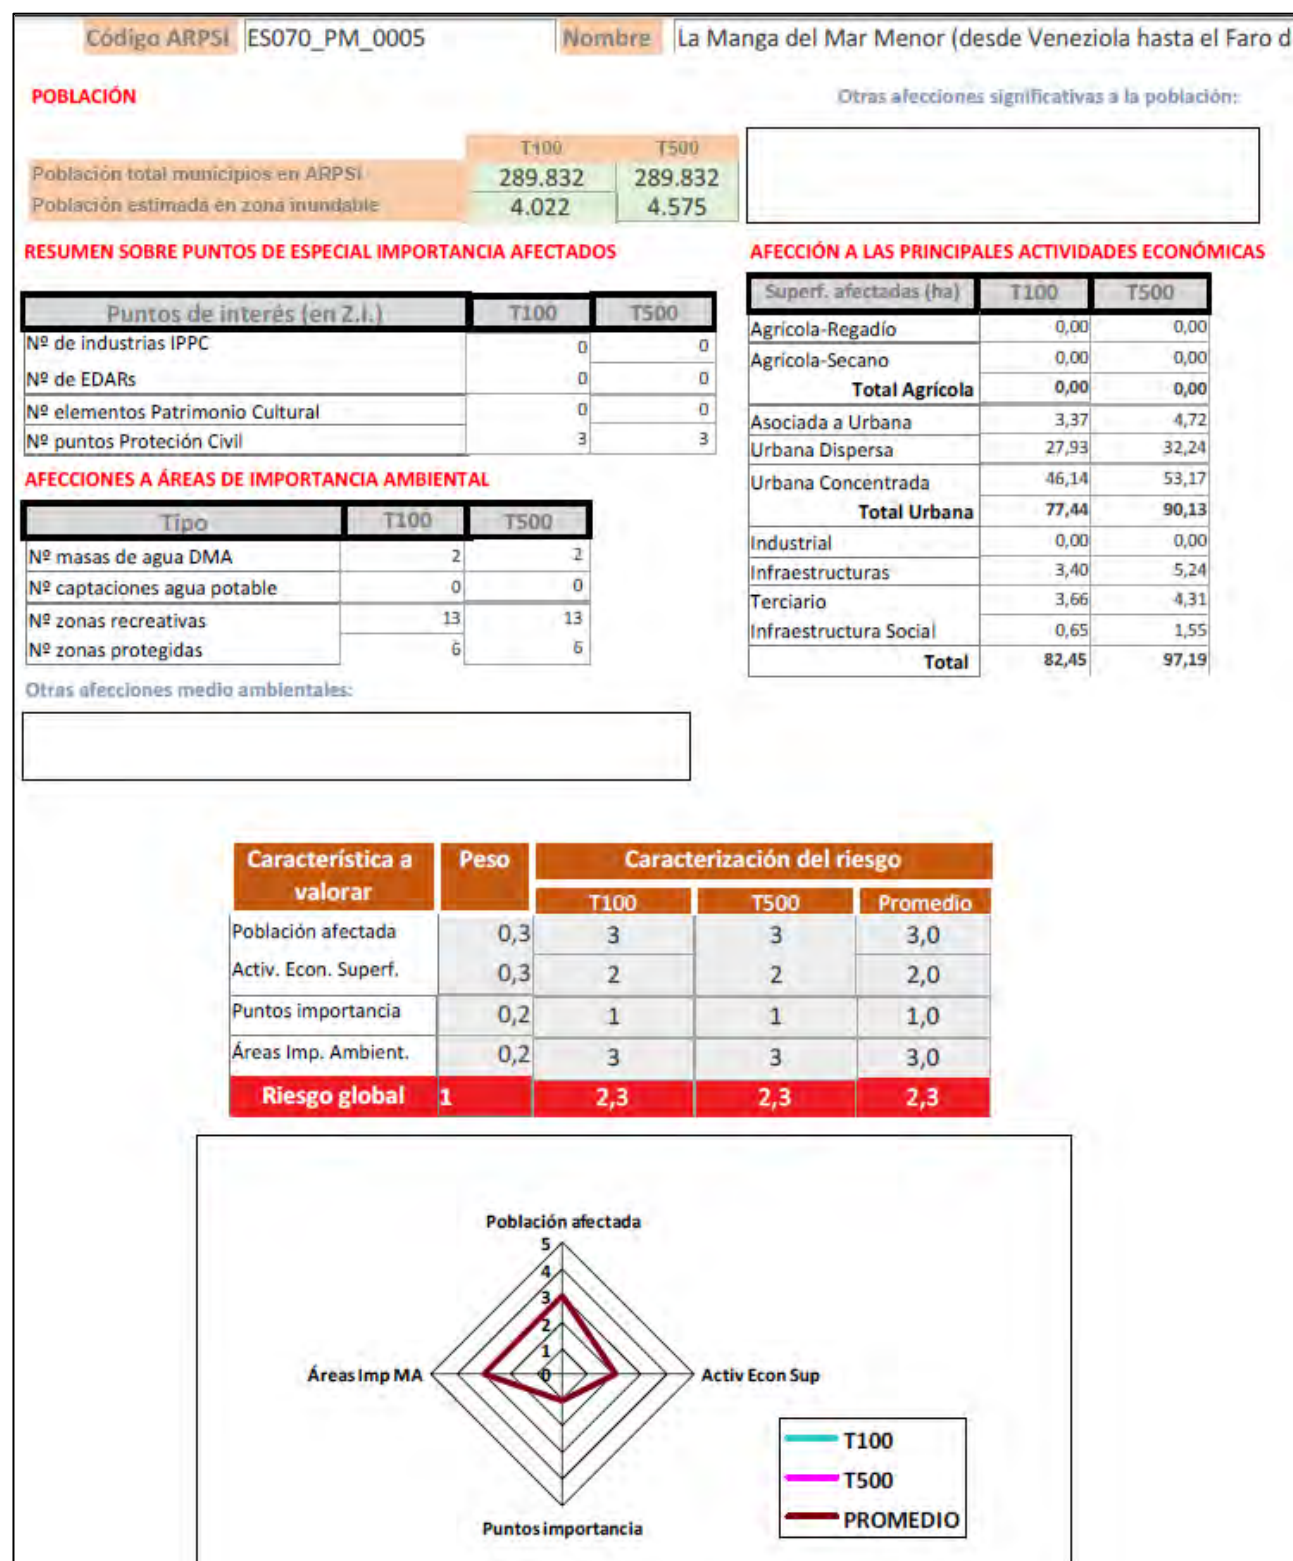 Código ARPSI ES070_PM_0005 Nombre La Manga del Mar Menor (desde Veneziola hasta el Faro d
POBLACIÓN
Otras afecciones significativas a la población:
T100 T500
Población total municipios en ARPSI 289.832 289.832
Población estimada en zona inundable 4.022 4.575
RESUMEN SOBRE PUNTOS DE ESPECIAL IMPORTANCIA AFECTADOS
Puntos de interés (en Z.i.) T100 T500
Nº de industrias IPPC 0 0
Nº de EDARs 0 0
Nº elementos Patrimonio Cultural 0 0
Nº puntos Proteción Civil 3 3
AFECCIONES A ÁREAS DE IMPORTANCIA AMBIENTAL
Tipo T100 T500
Nº masas de agua DMA 2 2
Nº captaciones agua potable 0 0
Nº zonas recreativas 13 13
Nº zonas protegidas 6 6
Otras afecciones medio ambientales:
AFECCIÓN A LAS PRINCIPALES ACTIVIDADES ECONÓMICAS
Superf. afectadas (ha) T100 T500
Agrícola-Regadío 0,00 0,00
Agrícola-Secano 0,00 0,00
Total Agrícola 0,00 0,00
Asociada a Urbana 3,37 4,72
Urbana Dispersa 27,93 32,24
Urbana Concentrada 46,14 53,17
Total Urbana 77,44 90,13
Industrial 0,00 0,00
Infraestructuras 3,40 5,24
Terciario 3,66 4,31
Infraestructura Social 0,65 1,55
Total 82,45 97,19
Característica a valorar Peso Caracterización del riesgo
T100 T500 Promedio
Población afectada 0,3 3 3 3,0
Activ. Econ. Superf. 0,3 2 2 2,0
Puntos importancia 0,2 1 1 1,0
Áreas Imp. Ambient. 0,2 3 3 3,0
Riesgo global 1 2,3 2,3 2,3
Población afectada
5
4
3
2
1
0
Áreas Imp MA
Activ Econ Sup
Puntos importancia
T100
T500
PROMEDIO